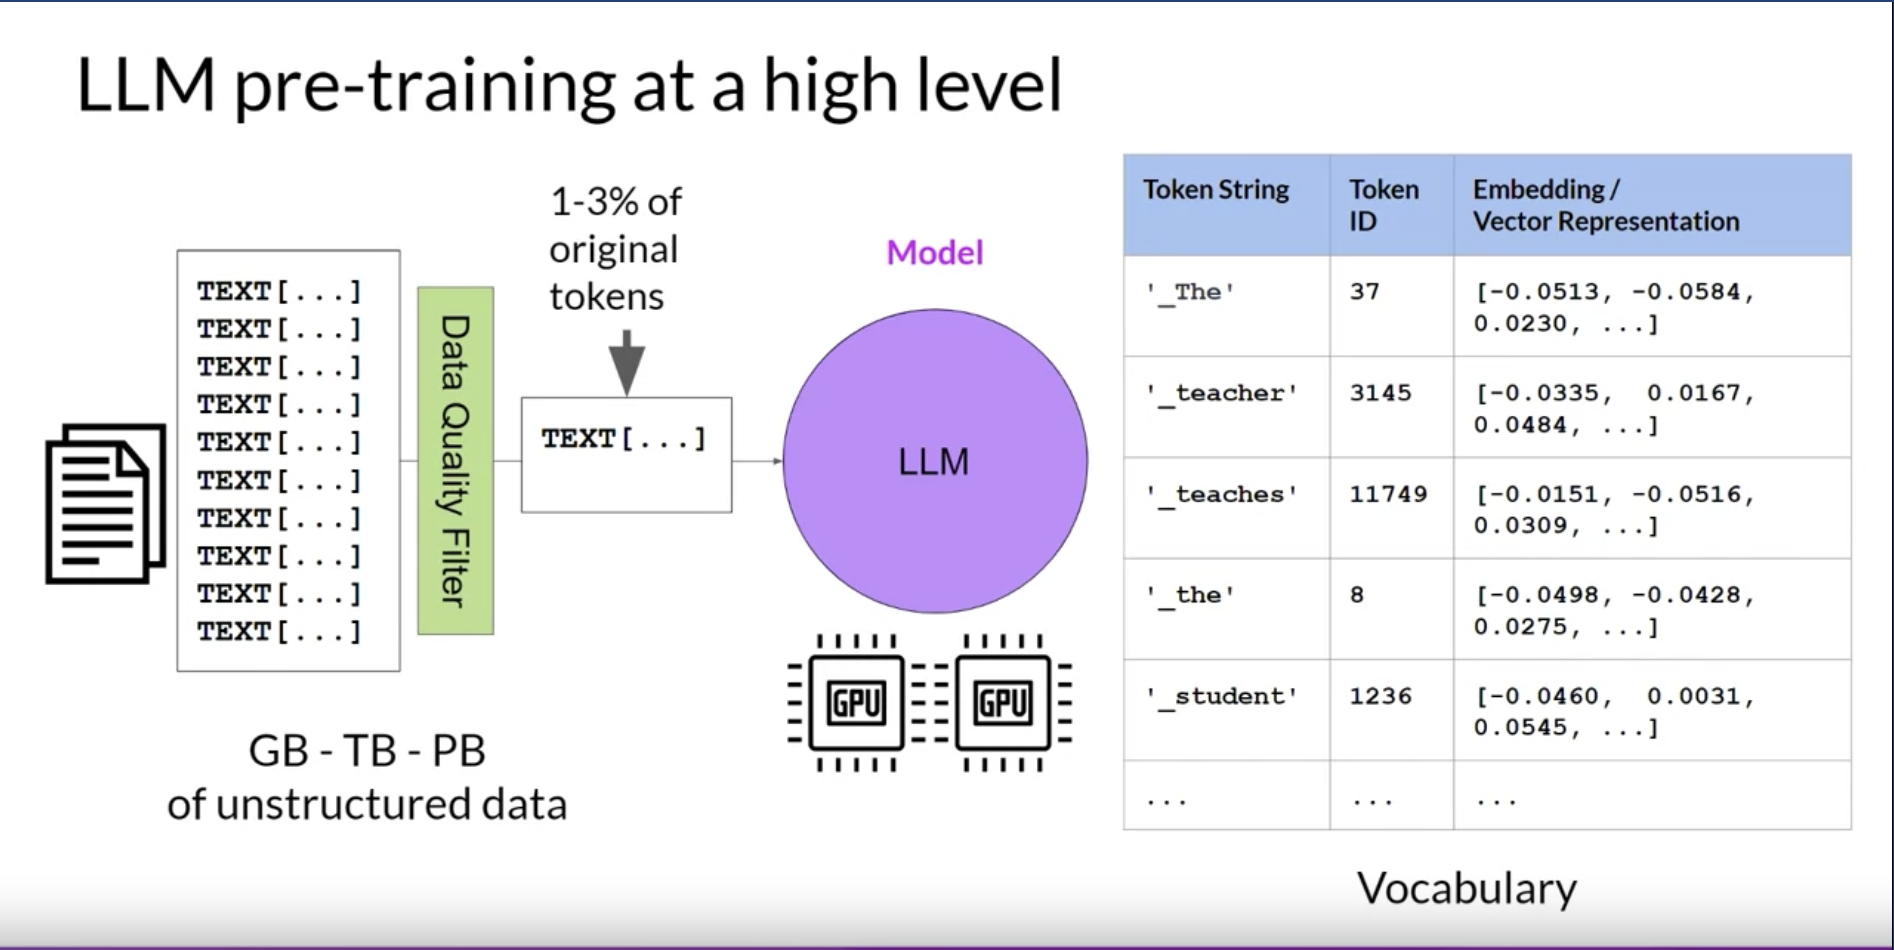 LLM pre-training at a high level
TEXT[...]
TEXT[...]
TEXT[...]
TEXT[...]
TEXT[...]
TEXT[...]
TEXT[...]
TEXT[...]
TEXT[...]
TEXT[...]
GB - TB - PB
of unstructured data
Data Quality Filter
1-3% of
original
tokens
TEXT[...]
Model
LLM
GPU
GPU
Token String
Token
ID
Embedding /
Vector Representation
'_The'
37
[-0.0513, -0.0584,
0.0230, ...]
'_teacher'
3145
[-0.0335, 0.0167,
0.0484, ...]
'_teaches'
11749
[-0.0151, -0.0516,
0.0309, ...]
'_the'
8
[-0.0498, -0.0428,
0.0275, ...]
'_student'
1236
[-0.0460, 0.0031,
0.0545, ...]
...
...
...
Vocabulary